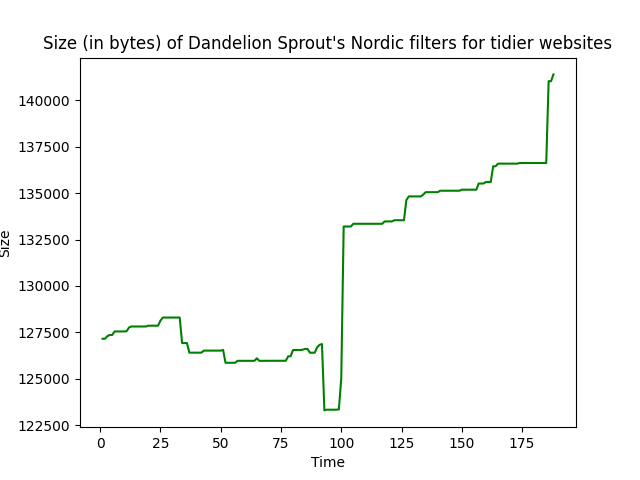 Size (in bytes) of Dandelion Sprout's Nordic filters for tidier websites
140000
137500
135000
132500
130000
127500
125000
122500
Size
0 25 50 75 100 125 150 175
Time